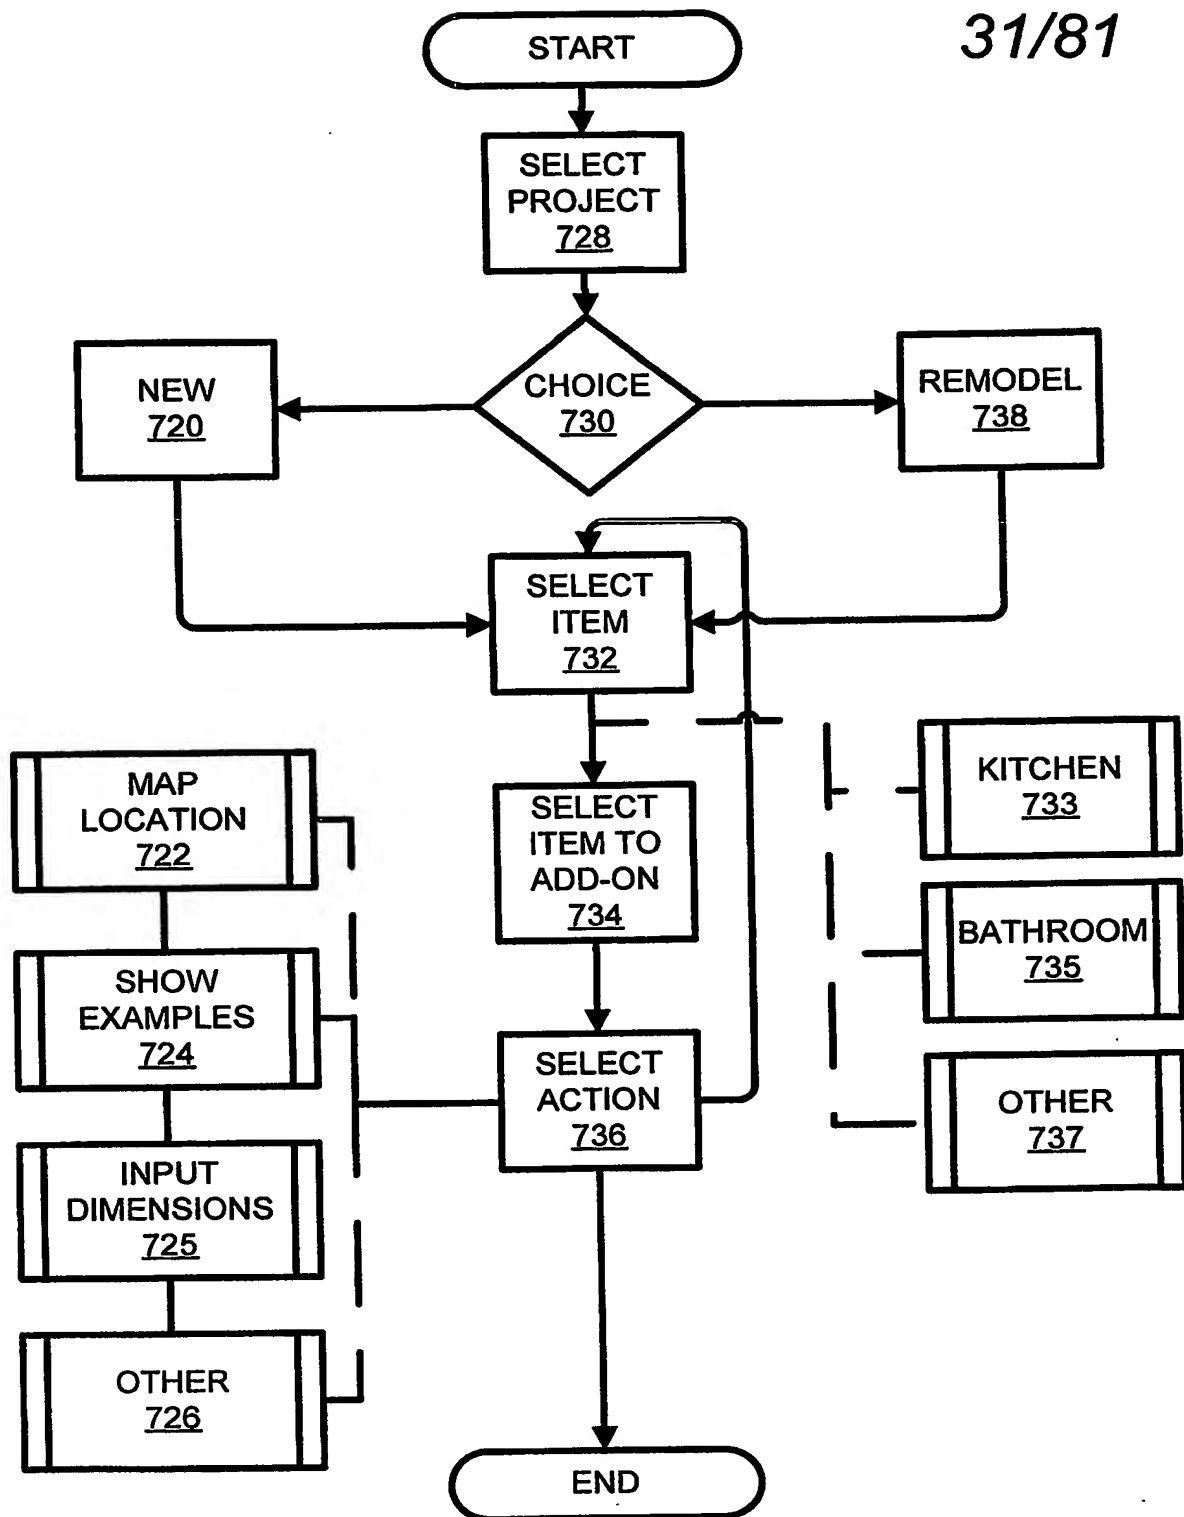 31/81
START
SELECT
PROJECT
728
CHOICE
730
NEW
720
REMODEL
738
SELECT
ITEM
732
MAP
LOCATION
722
SELECT
ITEM TO
ADD-ON
734
KITCHEN
733
BATHROOM
735
SHOW
EXAMPLES
724
SELECT
ACTION
736
OTHER
737
INPUT
DIMENSIONS
725
OTHER
726
END